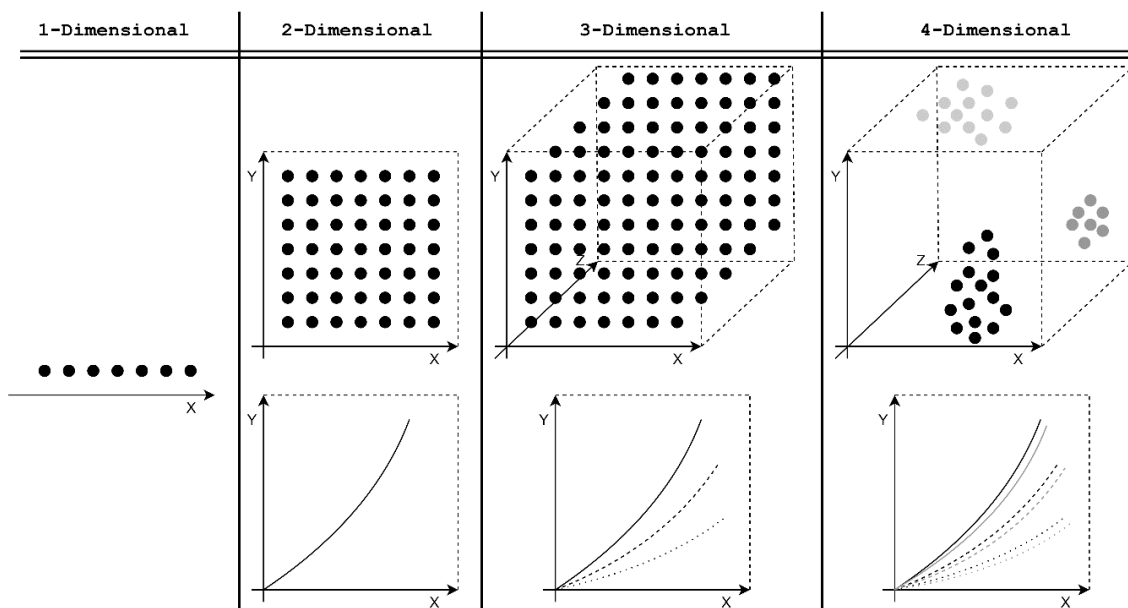 1-Dimensional 2-Dimensional 3-Dimensional 4-Dimensional
Y Y Y
Z Z
X X X
X
Y Y Y
X X X